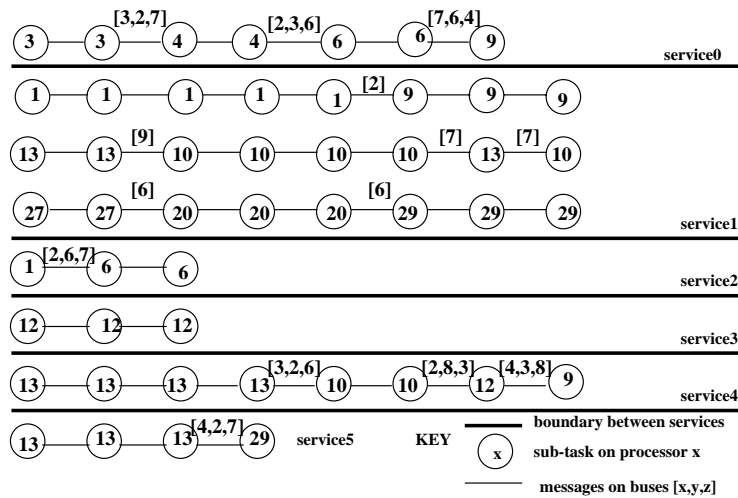 [3,2,7] [2,3,6] [7,6,4]
3 3 4 4 6 6 9
service0
[2]
1 1 1 1 1 9 9 9
[9] [7] [7]
13 13 10 10 10 10 13 10
[6] [6]
27 27 20 20 20 29 29 29
service1
[2,6,7]
1 6 6
service2
12 12 12
service3
[3,2,6] [2,8,3] [4,3,8]
13 13 13 13 10 10 12 9
service4
[4,2,7]
13 13 13 29 service5
KEY
boundary between services
x sub-task on processor x
messages on buses [x,y,z]